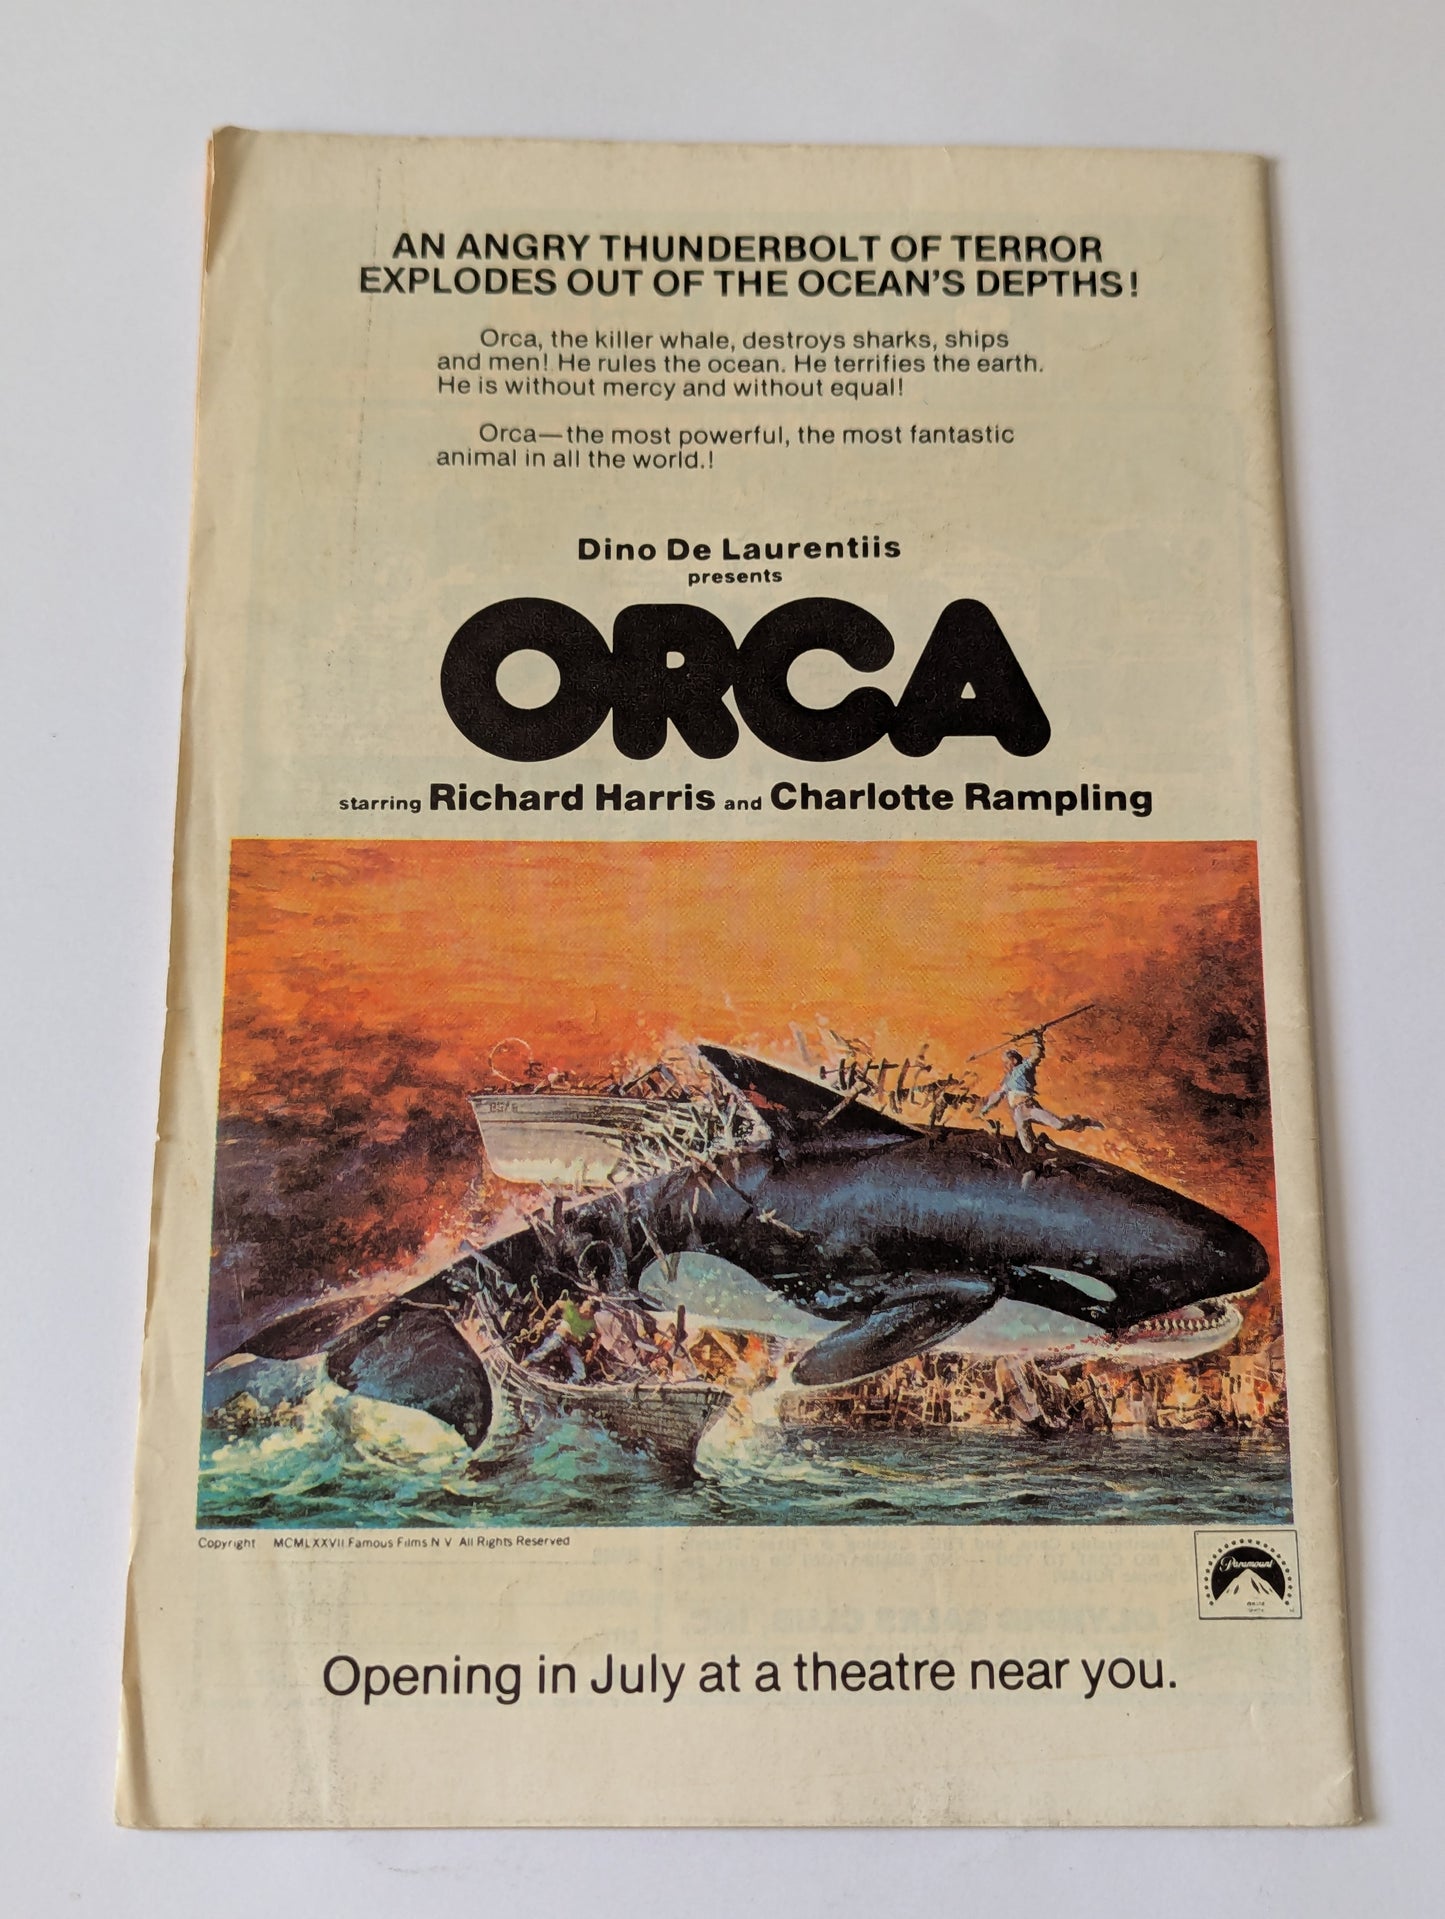 AN ANGRY THUNDERBOLT OF TERROR
EXPLODES OUT OF THE OCEAN'S DEPTHS!
Orca, the killer whale, destroys sharks, ships
and men! He rules the ocean. He terrifies the earth.
He is without mercy and without equal!
Orca—the most powerful, the most fantastic
animal in all the world.!
Dino De Laurentiis
presents
ORCA
starring Richard Harris and Charlotte Rampling
Copyright MCMLXXVII Famous Films N V All Rights Reserved
Paramount
Opening in July at a theatre near you.